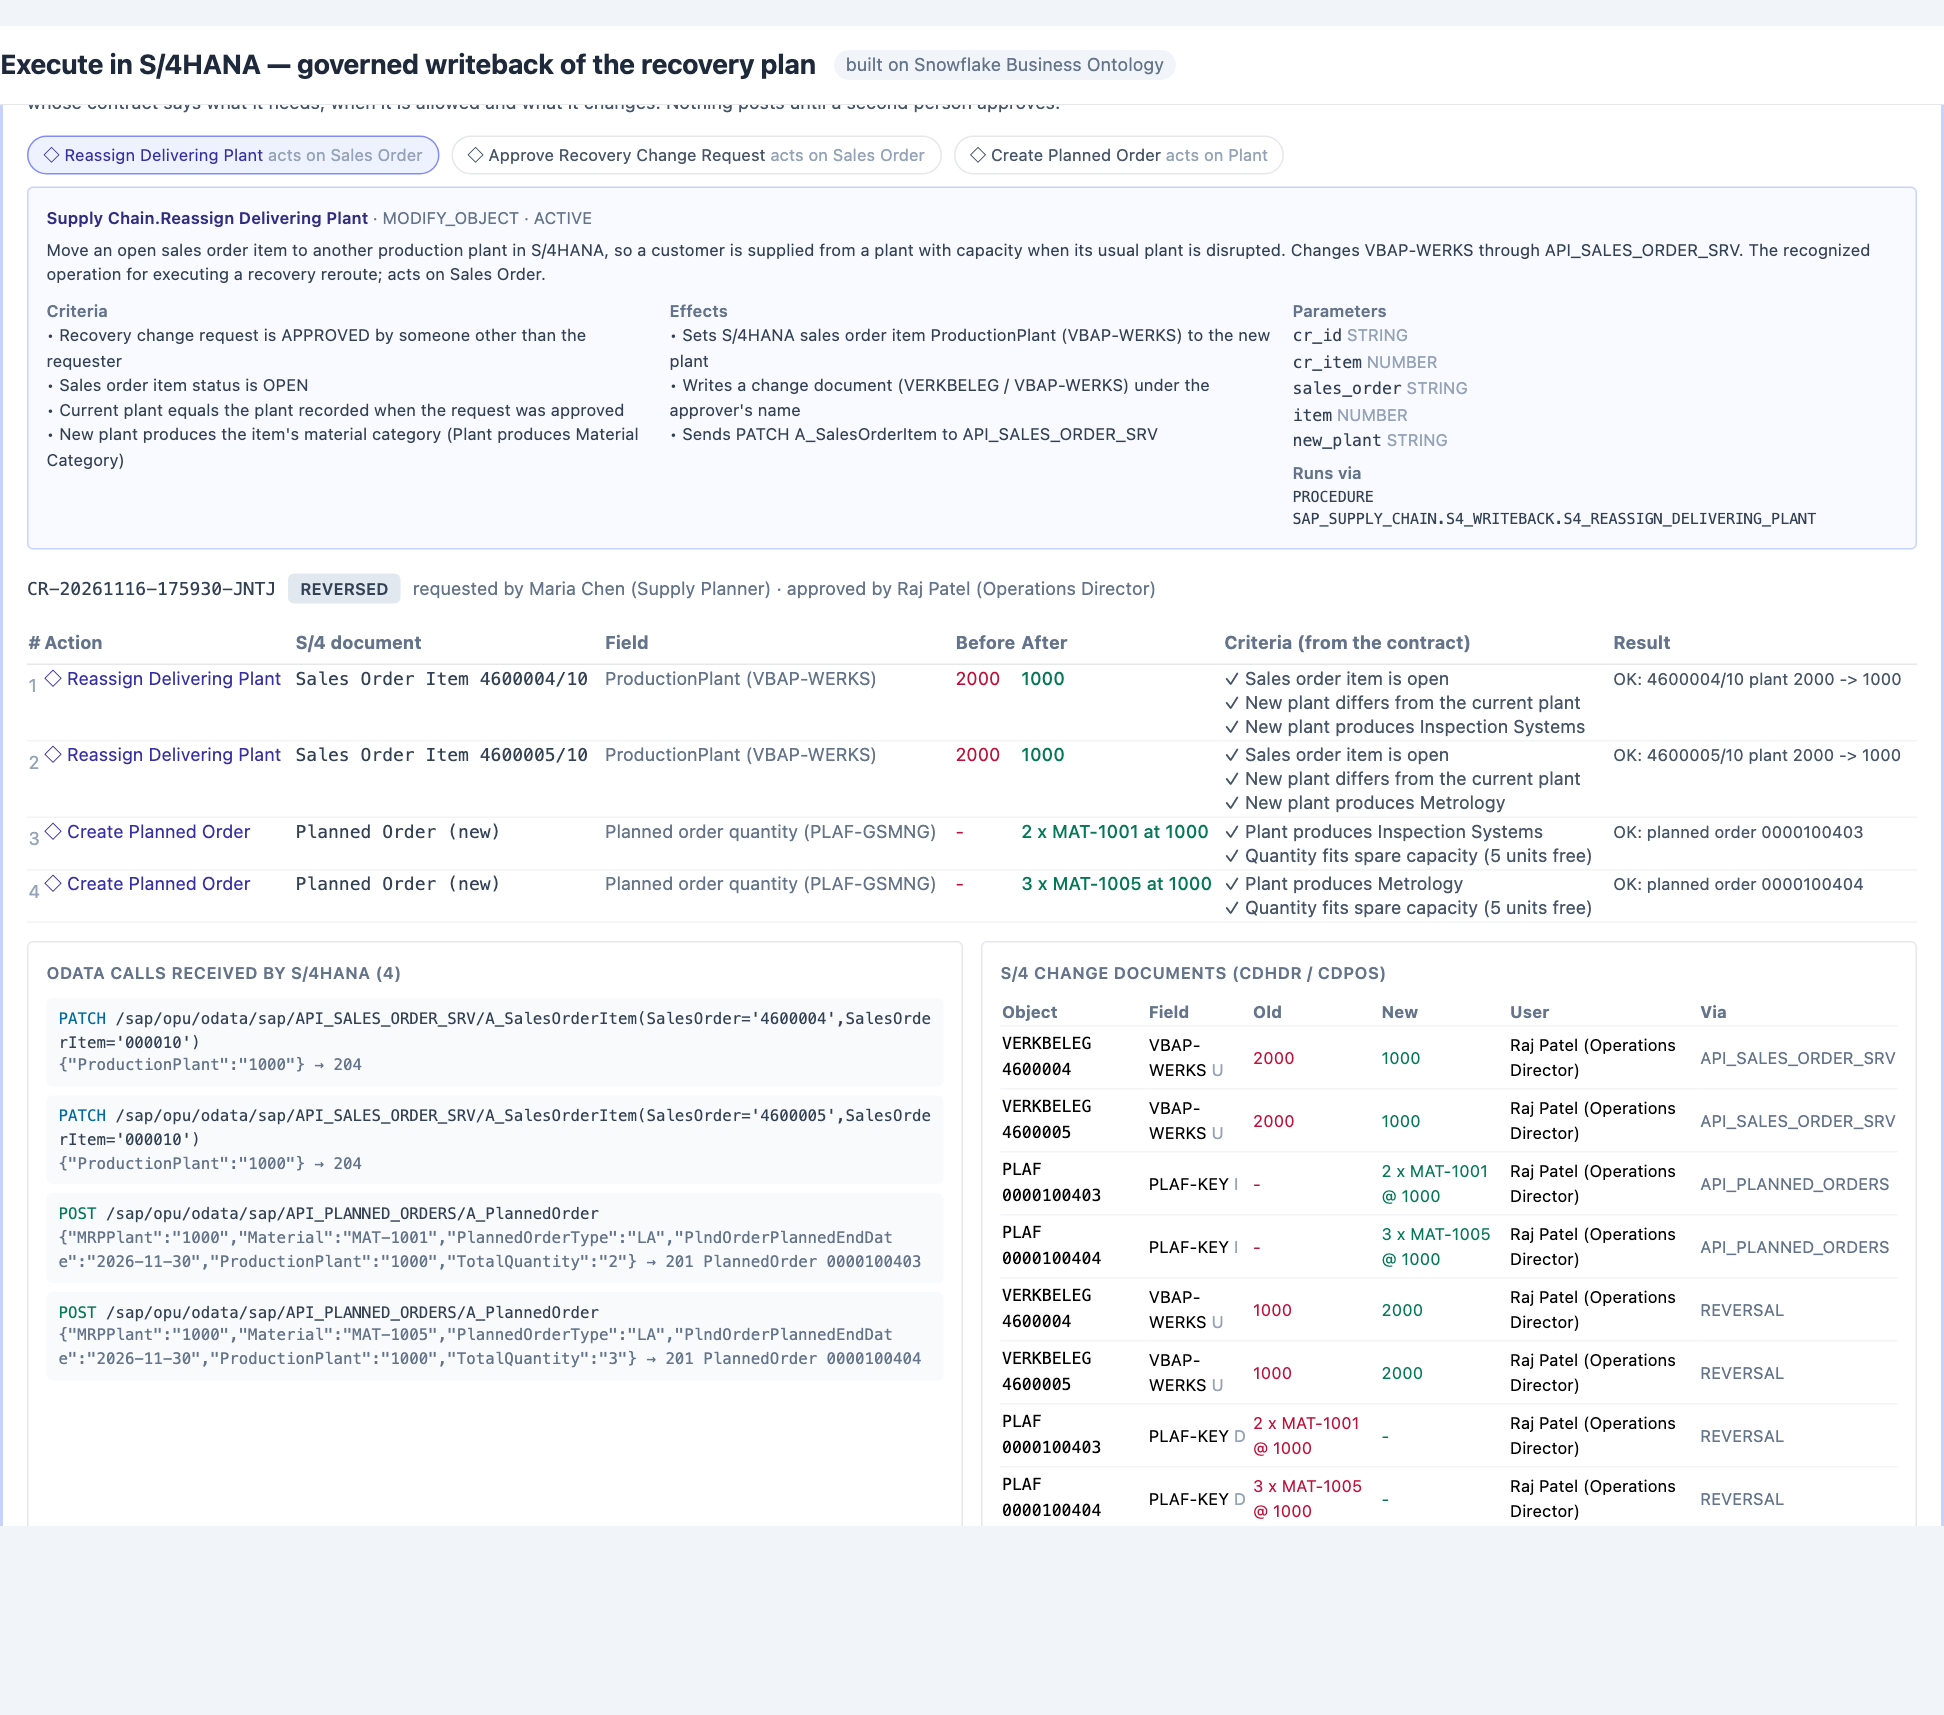 Execute in S/4HANA — governed writeback of the recovery plan
built on Snowflake Business Ontology
whose contract says what it needs, when it is allowed and what it changes. Nothing posts until a second person approves.
◇ Reassign Delivering Plant acts on Sales Order
◇ Approve Recovery Change Request acts on Sales Order
◇ Create Planned Order acts on Plant
Supply Chain.Reassign Delivering Plant · MODIFY_OBJECT · ACTIVE
Move an open sales order item to another production plant in S/4HANA, so a customer is supplied from a plant with capacity when its usual plant is disrupted. Changes VBAP-WERKS through API_SALES_ORDER_SRV. The recognized
operation for executing a recovery reroute; acts on Sales Order.
Criteria
• Recovery change request is APPROVED by someone other than the
requester
• Sales order item status is OPEN
• Current plant equals the plant recorded when the request was approved
• New plant produces the item's material category (Plant produces Material
Category)
Effects
• Sets S/4HANA sales order item ProductionPlant (VBAP-WERKS) to the new
plant
• Writes a change document (VERKBELEG / VBAP-WERKS) under the
approver's name
• Sends PATCH A_SalesOrderItem to API_SALES_ORDER_SRV
Parameters
cr_id STRING
cr_item NUMBER
sales_order STRING
item NUMBER
new_plant STRING
Runs via
PROCEDURE
SAP_SUPPLY_CHAIN.S4_WRITEBACK.S4_REASSIGN_DELIVERING_PLANT
CR-20261116-175930-JNTJ REVERSED requested by Maria Chen (Supply Planner) · approved by Raj Patel (Operations Director)
# Action S/4 document Field Before After Criteria (from the contract) Result
1 ◇ Reassign Delivering Plant Sales Order Item 4600004/10 ProductionPlant (VBAP-WERKS) 2000 1000 ✓ Sales order item is open OK: 4600004/10 plant 2000 -> 1000
✓ New plant differs from the current plant
✓ New plant produces Inspection Systems
2 ◇ Reassign Delivering Plant Sales Order Item 4600005/10 ProductionPlant (VBAP-WERKS) 2000 1000 ✓ Sales order item is open OK: 4600005/10 plant 2000 -> 1000
✓ New plant differs from the current plant
✓ New plant produces Metrology
3 ◇ Create Planned Order Planned Order (new) Planned order quantity (PLAF-GSMNG) - 2 x MAT-1001 at 1000 ✓ Plant produces Inspection Systems OK: planned order 0000100403
✓ Quantity fits spare capacity (5 units free)
4 ◇ Create Planned Order Planned Order (new) Planned order quantity (PLAF-GSMNG) - 3 x MAT-1005 at 1000 ✓ Plant produces Metrology OK: planned order 0000100404
✓ Quantity fits spare capacity (5 units free)
ODATA CALLS RECEIVED BY S/4HANA (4)
PATCH /sap/opu/odata/sap/API_SALES_ORDER_SRV/A_SalesOrderItem(SalesOrder='4600004',SalesOrde
rItem='000010')
{"ProductionPlant":"1000"} → 204
PATCH /sap/opu/odata/sap/API_SALES_ORDER_SRV/A_SalesOrderItem(SalesOrder='4600005',SalesOrde
rItem='000010')
{"ProductionPlant":"1000"} → 204
POST /sap/opu/odata/sap/API_PLANNED_ORDERS/A_PlannedOrder
{"MRPPlant":"1000","Material":"MAT-1001","PlannedOrderType":"LA","PlndOrderPlannedEndDat
e":"2026-11-30","ProductionPlant":"1000","TotalQuantity":"2"} → 201 PlannedOrder 0000100403
POST /sap/opu/odata/sap/API_PLANNED_ORDERS/A_PlannedOrder
{"MRPPlant":"1000","Material":"MAT-1005","PlannedOrderType":"LA","PlndOrderPlannedEndDat
e":"2026-11-30","ProductionPlant":"1000","TotalQuantity":"3"} → 201 PlannedOrder 0000100404
S/4 CHANGE DOCUMENTS (CDHDR / CDPOS)
Object Field Old New User Via
VERKBELEG VBAP- Raj Patel (Operations
4600004 WERKS U 2000 1000 Director) API_SALES_ORDER_SRV
VERKBELEG VBAP- Raj Patel (Operations
4600005 WERKS U 2000 1000 Director) API_SALES_ORDER_SRV
PLAF 2 x MAT-1001 Raj Patel (Operations
0000100403 PLAF-KEY I - @ 1000 Director) API_PLANNED_ORDERS
PLAF 3 x MAT-1005 Raj Patel (Operations
0000100404 PLAF-KEY I - @ 1000 Director) API_PLANNED_ORDERS
VERKBELEG VBAP- Raj Patel (Operations
4600004 WERKS U 1000 2000 Director) REVERSAL
VERKBELEG VBAP- Raj Patel (Operations
4600005 WERKS U 1000 2000 Director) REVERSAL
PLAF 2 x MAT-1001 Raj Patel (Operations
0000100403 PLAF-KEY D @ 1000 - Director) REVERSAL
PLAF 3 x MAT-1005 Raj Patel (Operations
0000100404 PLAF-KEY D @ 1000 - Director) REVERSAL